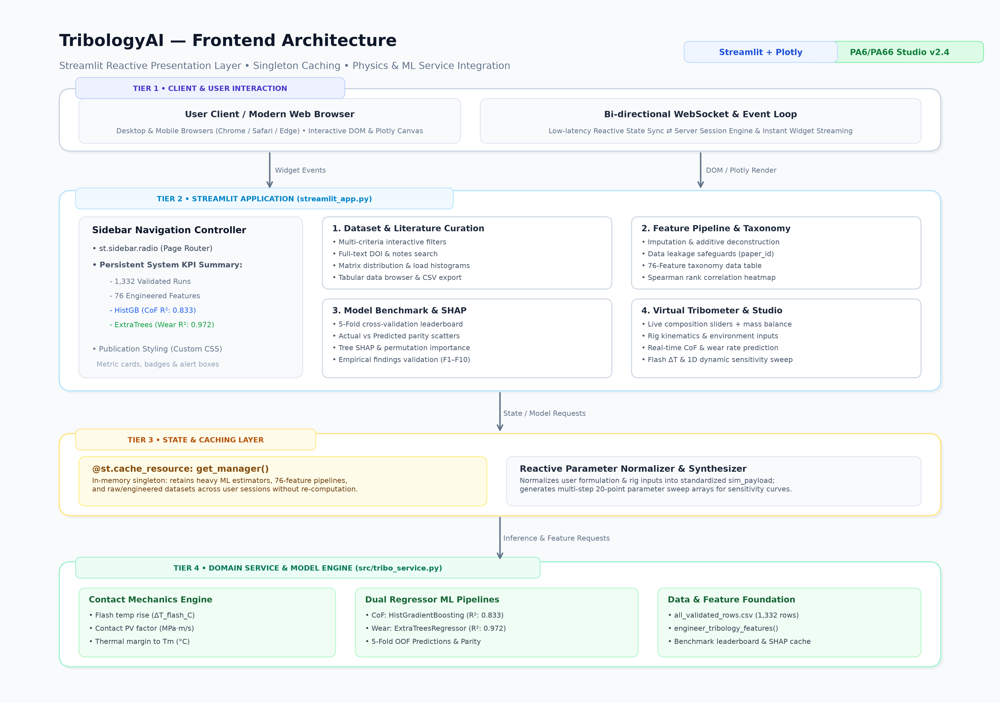 TribologyAI — Frontend Architecture
Streamlit Reactive Presentation Layer • Singleton Caching • Physics & ML Service Integration
Streamlit + Plotly
PA6/PA66 Studio v2.4
TIER 1 • CLIENT & USER INTERACTION
User Client / Modern Web Browser
Desktop & Mobile Browsers (Chrome / Safari / Edge) • Interactive DOM & Plotly Canvas
Bi-directional WebSocket & Event Loop
Low-latency Reactive State Sync ⇄ Server Session Engine & Instant Widget Streaming
Widget Events
DOM / Plotly Render
TIER 2 • STREAMLIT APPLICATION (streamlit_app.py)
Sidebar Navigation Controller
• st.sidebar.radio (Page Router)
• Persistent System KPI Summary:
- 1,332 Validated Runs
- 76 Engineered Features
- HistGB (CoF R²: 0.833)
- ExtraTrees (Wear R²: 0.972)
• Publication Styling (Custom CSS)
Metric cards, badges & alert boxes
1. Dataset & Literature Curation
• Multi-criteria interactive filters
• Full-text DOI & notes search
• Matrix distribution & load histograms
• Tabular data browser & CSV export
2. Feature Pipeline & Taxonomy
• Imputation & additive deconstruction
• Data leakage safeguards (paper_id)
• 76-Feature taxonomy data table
• Spearman rank correlation heatmap
3. Model Benchmark & SHAP
• 5-Fold cross-validation leaderboard
• Actual vs Predicted parity scatters
• Tree SHAP & permutation importance
• Empirical findings validation (F1–F10)
4. Virtual Tribometer & Studio
• Live composition sliders + mass balance
• Rig kinematics & environment inputs
• Real-time CoF & wear rate prediction
• Flash ΔT & 1D dynamic sensitivity sweep
State / Model Requests
TIER 3 • STATE & CACHING LAYER
@st.cache_resource: get_manager()
In-memory singleton: retains heavy ML estimators, 76-feature pipelines,
and raw/engineered datasets across user sessions without re-computation.
Reactive Parameter Normalizer & Synthesizer
Normalizes user formulation & rig inputs into standardized sim_payload;
generates multi-step 20-point parameter sweep arrays for sensitivity curves.
Inference & Feature Requests
TIER 4 • DOMAIN SERVICE & MODEL ENGINE (src/tribo_service.py)
Contact Mechanics Engine
• Flash temp rise (ΔT_flash_C)
• Contact PV factor (MPa·m/s)
• Thermal margin to Tm (°C)
Dual Regressor ML Pipelines
• CoF: HistGradientBoosting (R²: 0.833)
• Wear: ExtraTreesRegressor (R²: 0.972)
• 5-Fold OOF Predictions & Parity
Data & Feature Foundation
• all_validated_rows.csv (1,332 rows)
• engineer_tribology_features()
• Benchmark leaderboard & SHAP cache